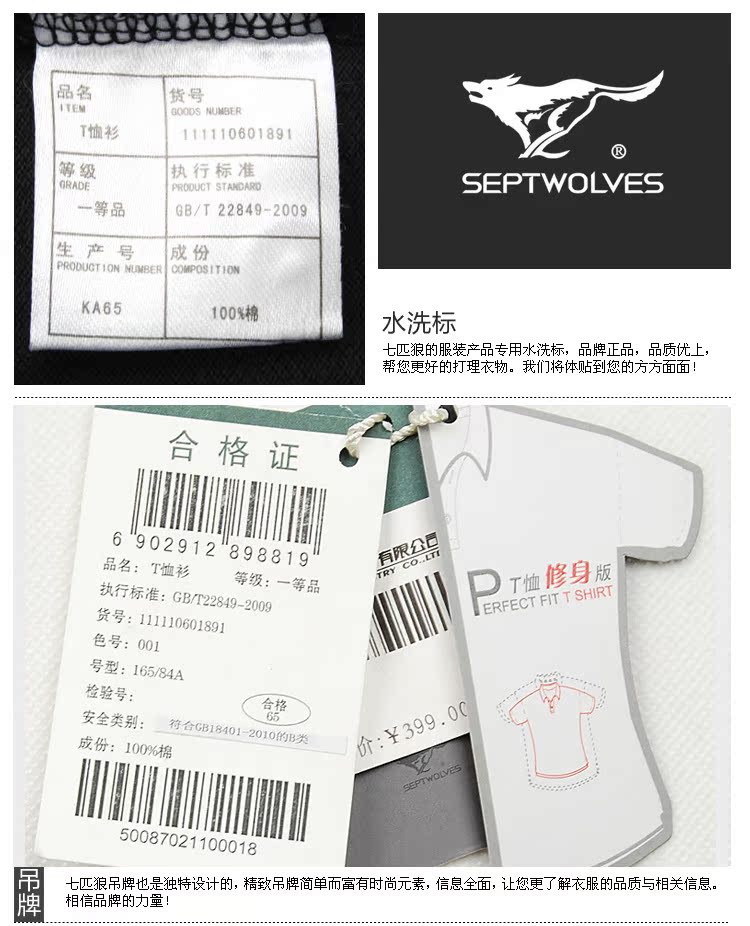 品名
ITEM
T恤衫
货号
GOODS NUMBER
111110601891
等级
GRADE
一等品
执行标准
PRODUCT STANDARD
GB/T 22849-2009
生产号
PRODUCTION NUMBER
KA65
成份
COMPOSITION
100%棉
®
SEPTWOLVES
水洗标
七匹狼的服装产品专用水洗标，品牌正品，品质优上，
帮您更好的打理衣物。我们将体贴到您的方方面面！
合格证
6 902912 898819
品名：T恤衫 等级：一等品
执行标准：GB/T22849-2009
货号：111110601891
色号：001
号型：165/84A
检验号：
合格
65
安全类别：符合GB18401-2010的B类
成份：100%棉
50087021100018
有限公司
TRY CO.,LT
价:¥399.00
SEPTWOLVES
P T恤 修身版
ERFECT FIT T SHIRT
吊牌
七匹狼吊牌也是独特设计的，精致吊牌简单而富有时尚元素，信息全面，让您更了解衣服的品质与相关信息。
相信品牌的力量！